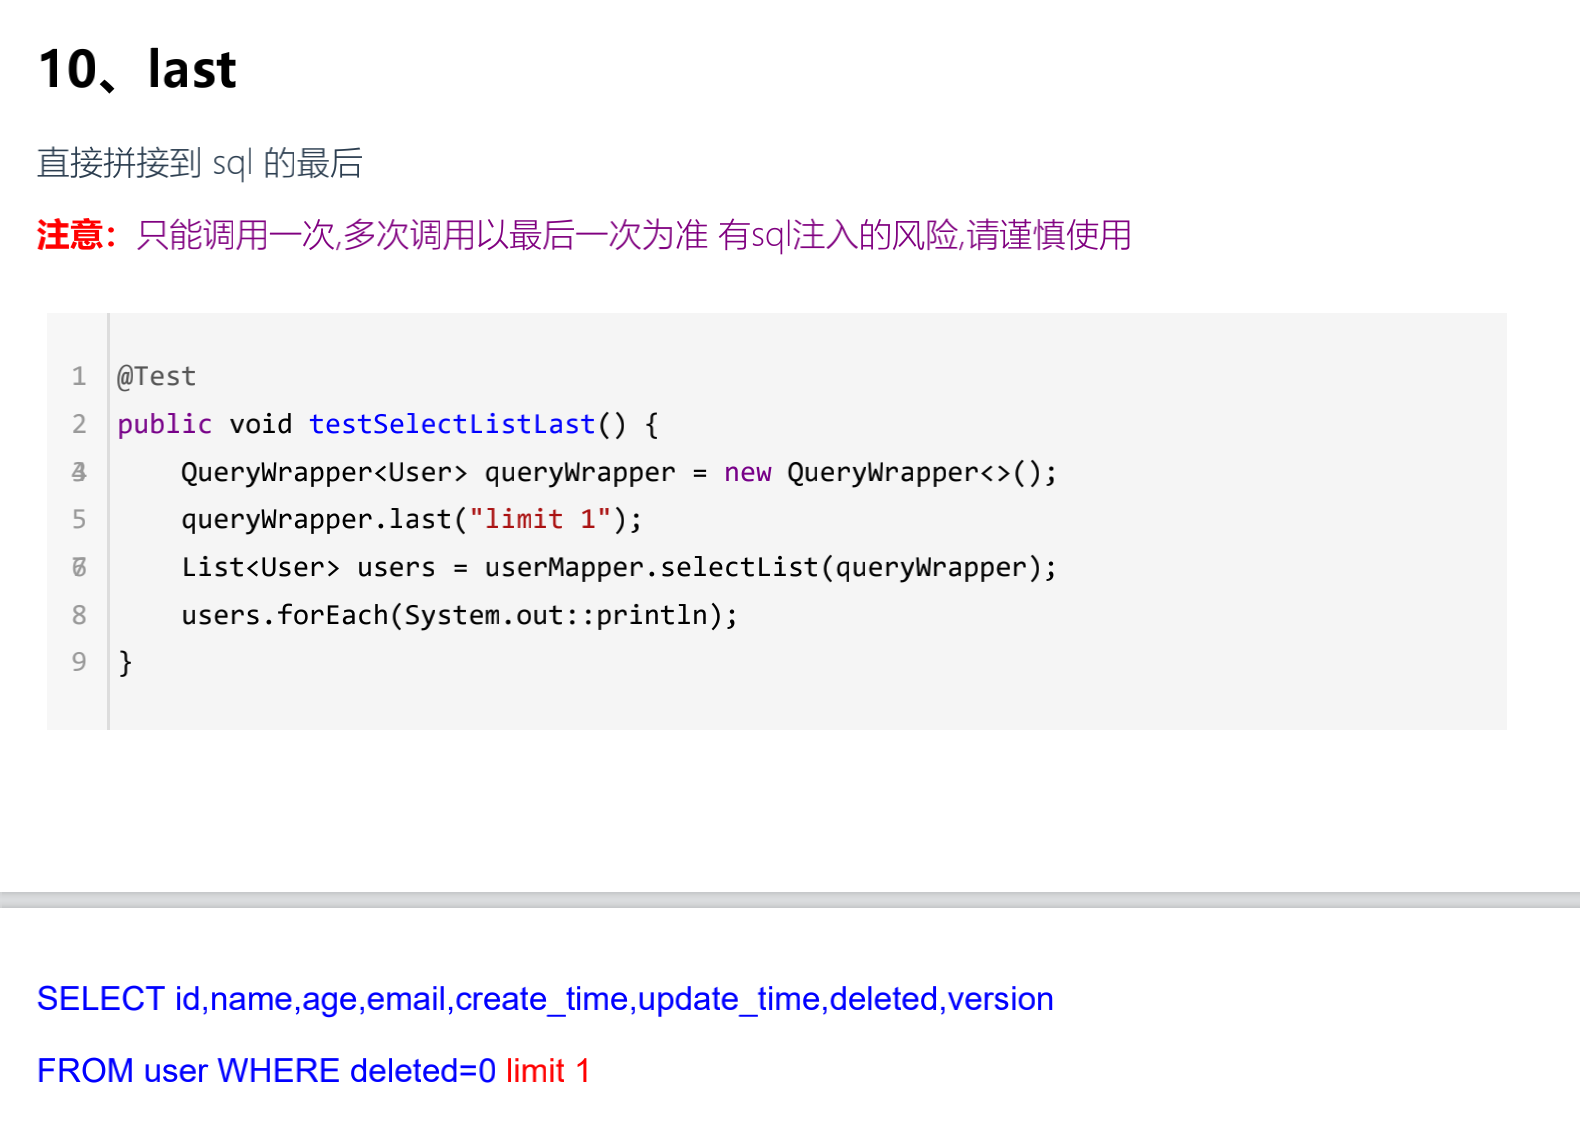 10、last
直接拼接到 sql 的最后
注意：只能调用一次,多次调用以最后一次为准 有sql注入的风险,请谨慎使用
1 @Test
2 public void testSelectListLast() {
3
4     QueryWrapper<User> queryWrapper = new QueryWrapper<>();
5     queryWrapper.last("limit 1");
6
7     List<User> users = userMapper.selectList(queryWrapper);
8     users.forEach(System.out::println);
9 }
SELECT id,name,age,email,create_time,update_time,deleted,version
FROM user WHERE deleted=0 limit 1